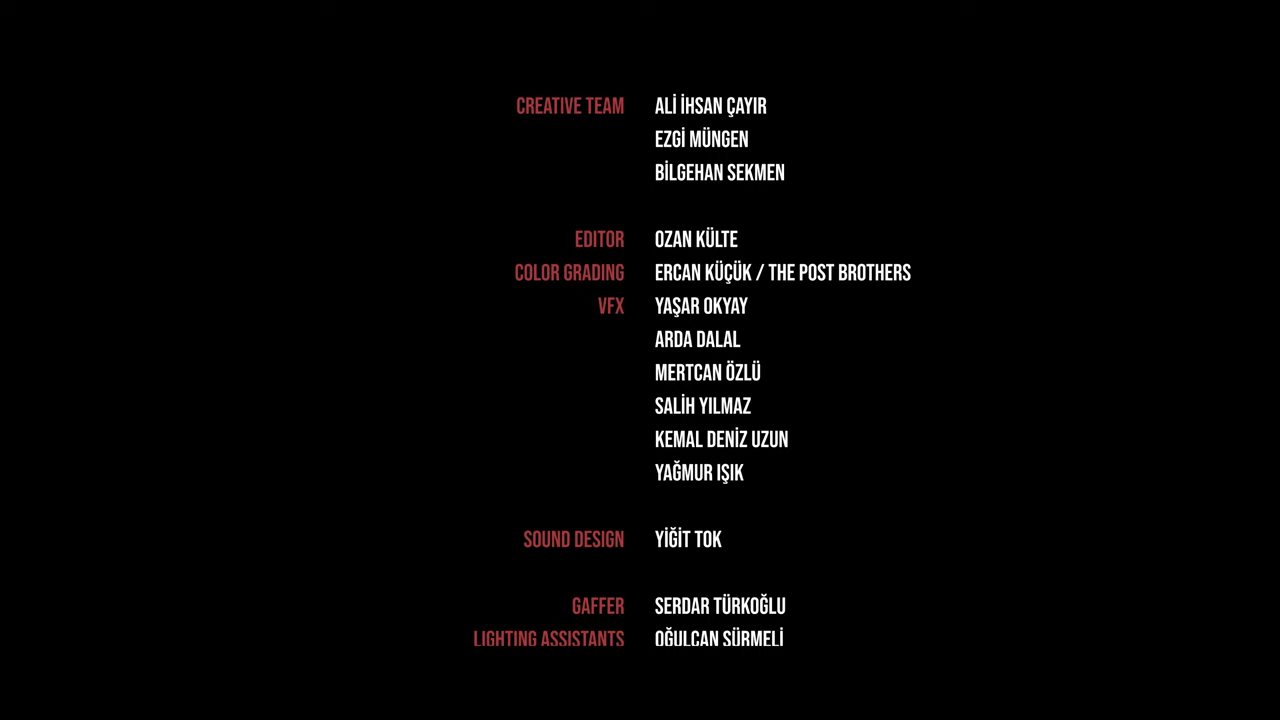 CREATIVE TEAM ALİ İHSAN ÇAYIR
EZGİ MÜNGEN
BİLGEHAN SEKMEN
EDITOR OZAN KÜLTE
COLOR GRADING ERCAN KÜÇÜK / THE POST BROTHERS
VFX YAŞAR OKYAY
ARDA DALAL
MERTCAN ÖZLÜ
SALİH YILMAZ
KEMAL DENİZ UZUN
YAĞMUR IŞIK
SOUND DESIGN YİĞİT TOK
GAFFER SERDAR TÜRKOĞLU
LIGHTING ASSISTANTS OĞULCAN SÜRMELİ